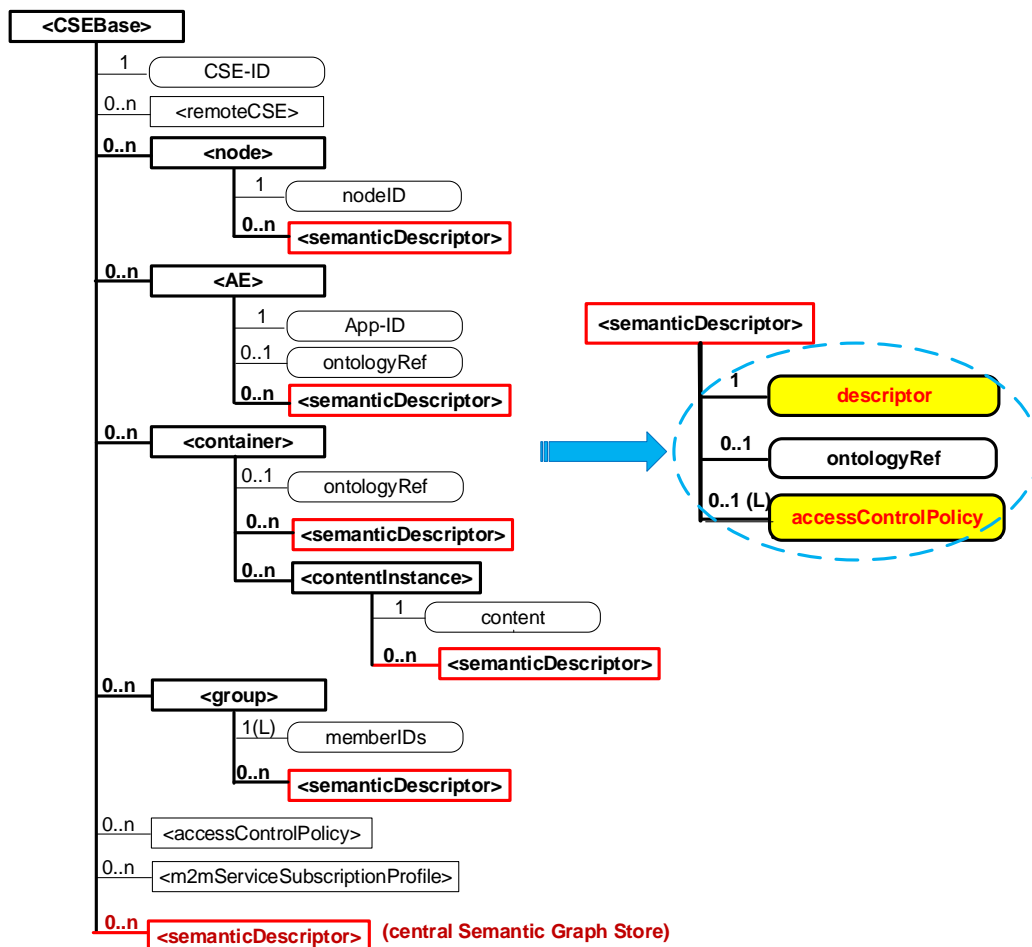 <CSEBase>
1
CSE-ID
0..n
<remoteCSE>
0..n
<node>
1
nodeID
0..n
<semanticDescriptor>
0..n
<AE>
1
App-ID
0..1
ontologyRef
0..n
<semanticDescriptor>
0..n
<container>
0..1
ontologyRef
0..n
<semanticDescriptor>
0..n
<contentInstance>
1
content
0..n
<semanticDescriptor>
0..n
<group>
1(L)
memberIDs
0..n
<semanticDescriptor>
0..n
<accessControlPolicy>
0..n
<m2mServiceSubscriptionProfile>
0..n
<semanticDescriptor> (central Semantic Graph Store)
<semanticDescriptor>
1
descriptor
0..1
ontologyRef
0..1 (L)
accessControlPolicy